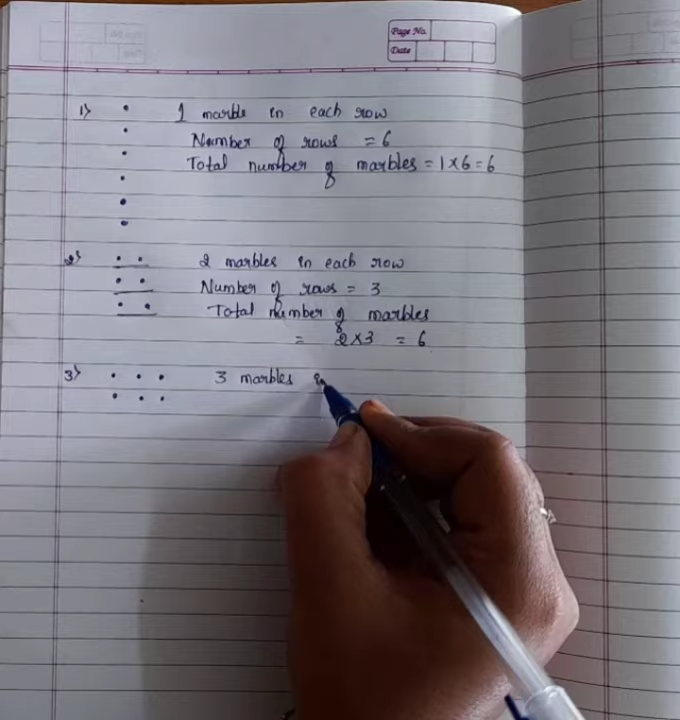 Page No.
Date
1) 1 marble in each row
Number of rows = 6
Total number of marbles = 1 x 6 = 6
2) 2 marbles in each row
Number of rows = 3
Total number of marbles
= 2 x 3 = 6
3) 3 marbles